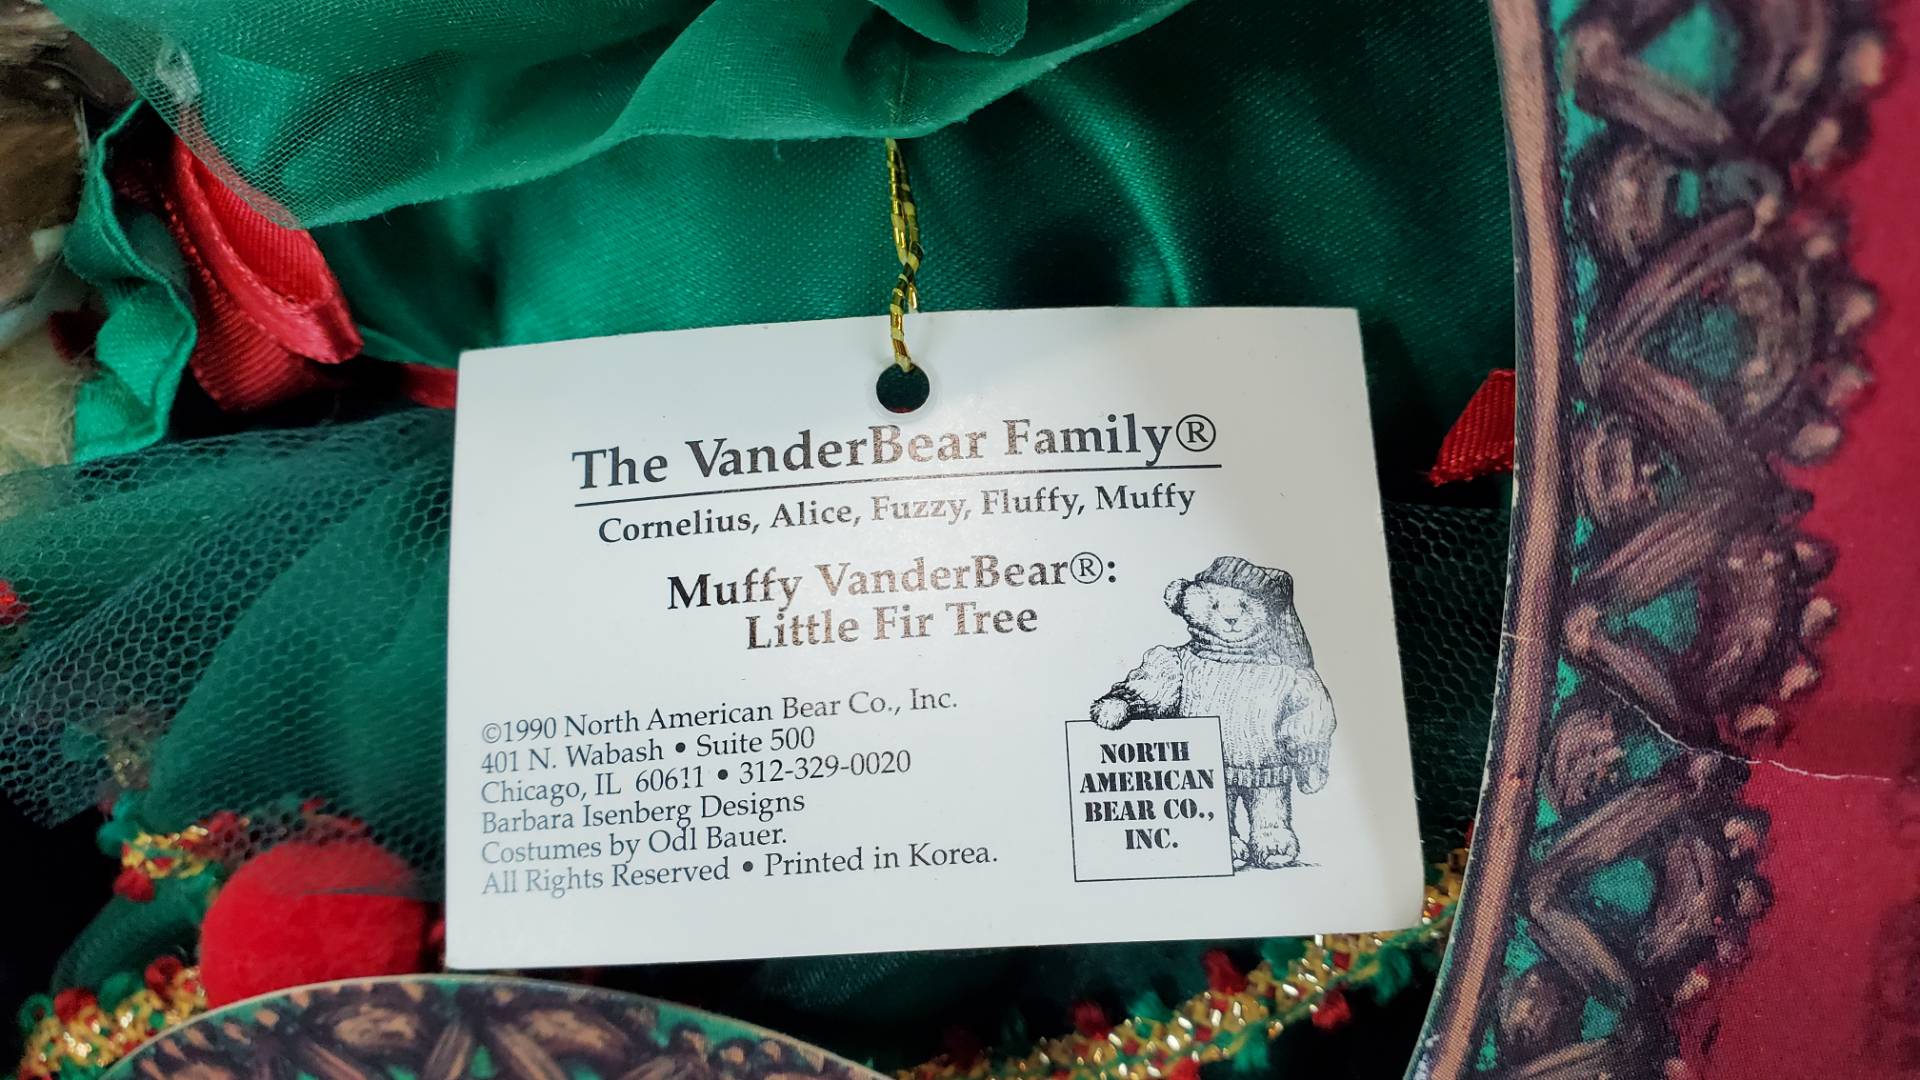 The VanderBear Family®
Cornelius, Alice, Fuzzy, Fluffy, Muffy
Muffy VanderBear®:
Little Fir Tree
©1990 North American Bear Co., Inc.
401 N. Wabash • Suite 500
Chicago, IL 60611 • 312-329-0020
Barbara Isenberg Designs
Costumes by Odl Bauer.
All Rights Reserved • Printed in Korea.
NORTH
AMERICAN
BEAR CO.,
INC.